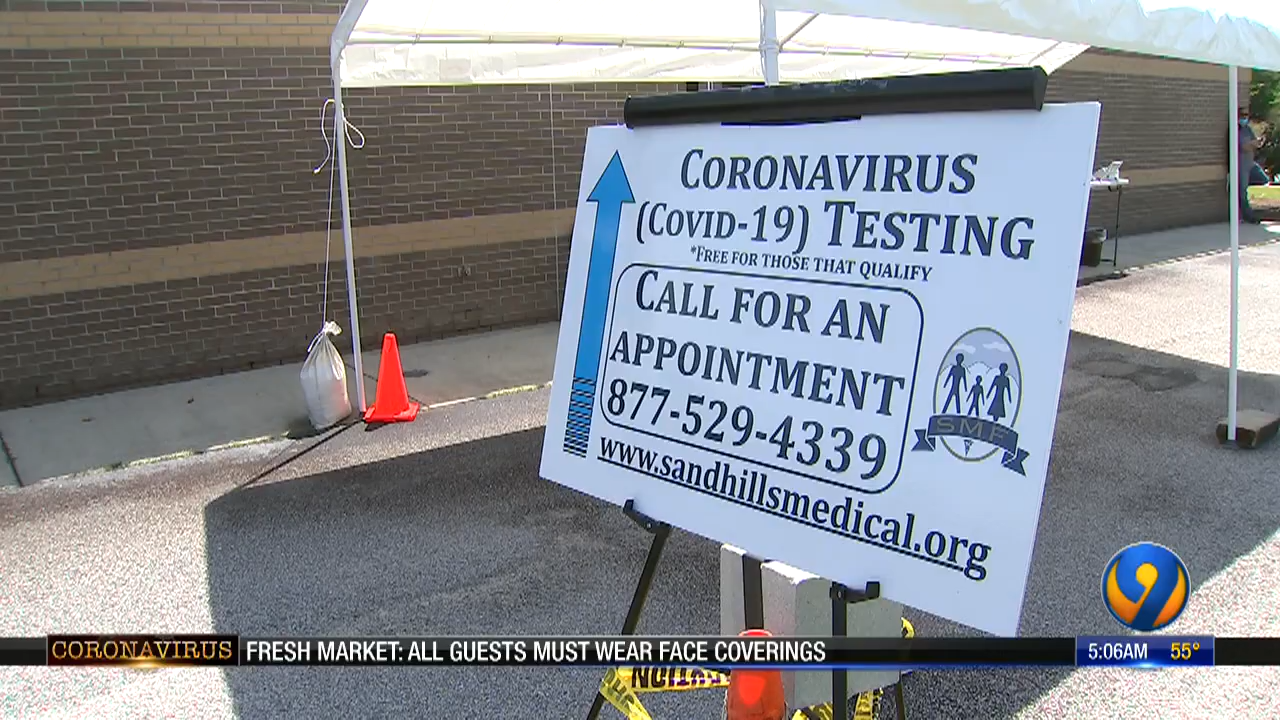 CORONAVIRUS
(COVID-19) TESTING
*FREE FOR THOSE THAT QUALIFY
CALL FOR AN
APPOINTMENT
877-529-4339
www.sandhillsmedical.org
SMF
9
CORONAVIRUS FRESH MARKET: ALL GUESTS MUST WEAR FACE COVERINGS 5:06AM 55°